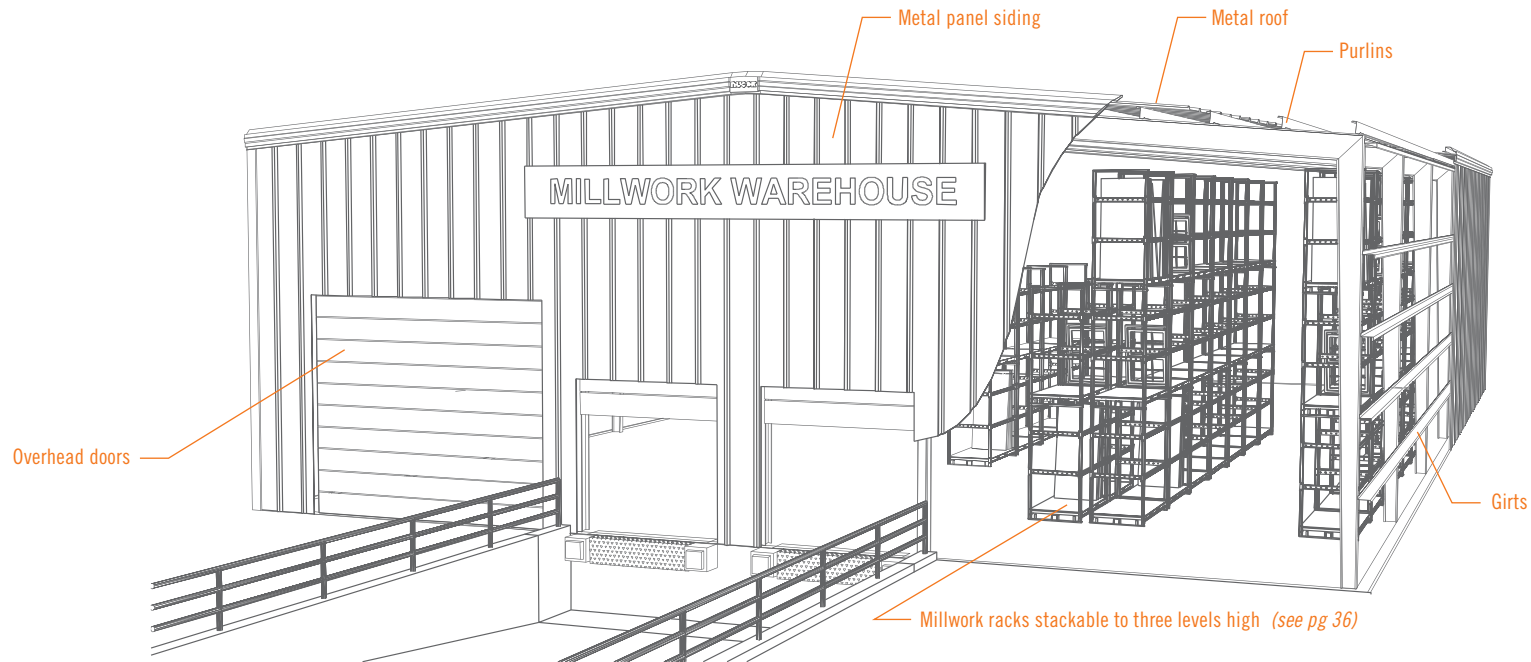 Metal panel siding
Metal roof
Purlins
MILLWORK WAREHOUSE
Overhead doors
Girts
Millwork racks stackable to three levels high (see pg 36)